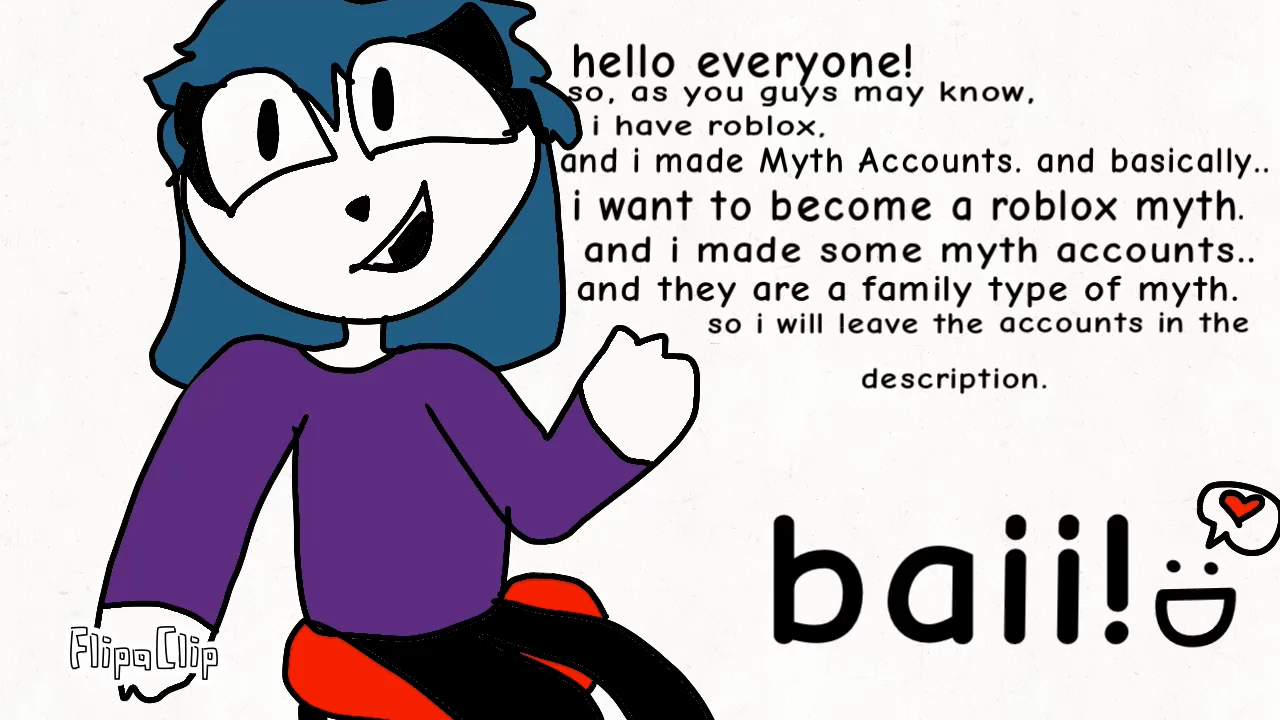 hello everyone!
so, as you guys may know,
i have roblox,
and i made Myth Accounts. and basically..
i want to become a roblox myth.
and i made some myth accounts..
and they are a family type of myth.
so i will leave the accounts in the
description.
baii!
FlipaClip